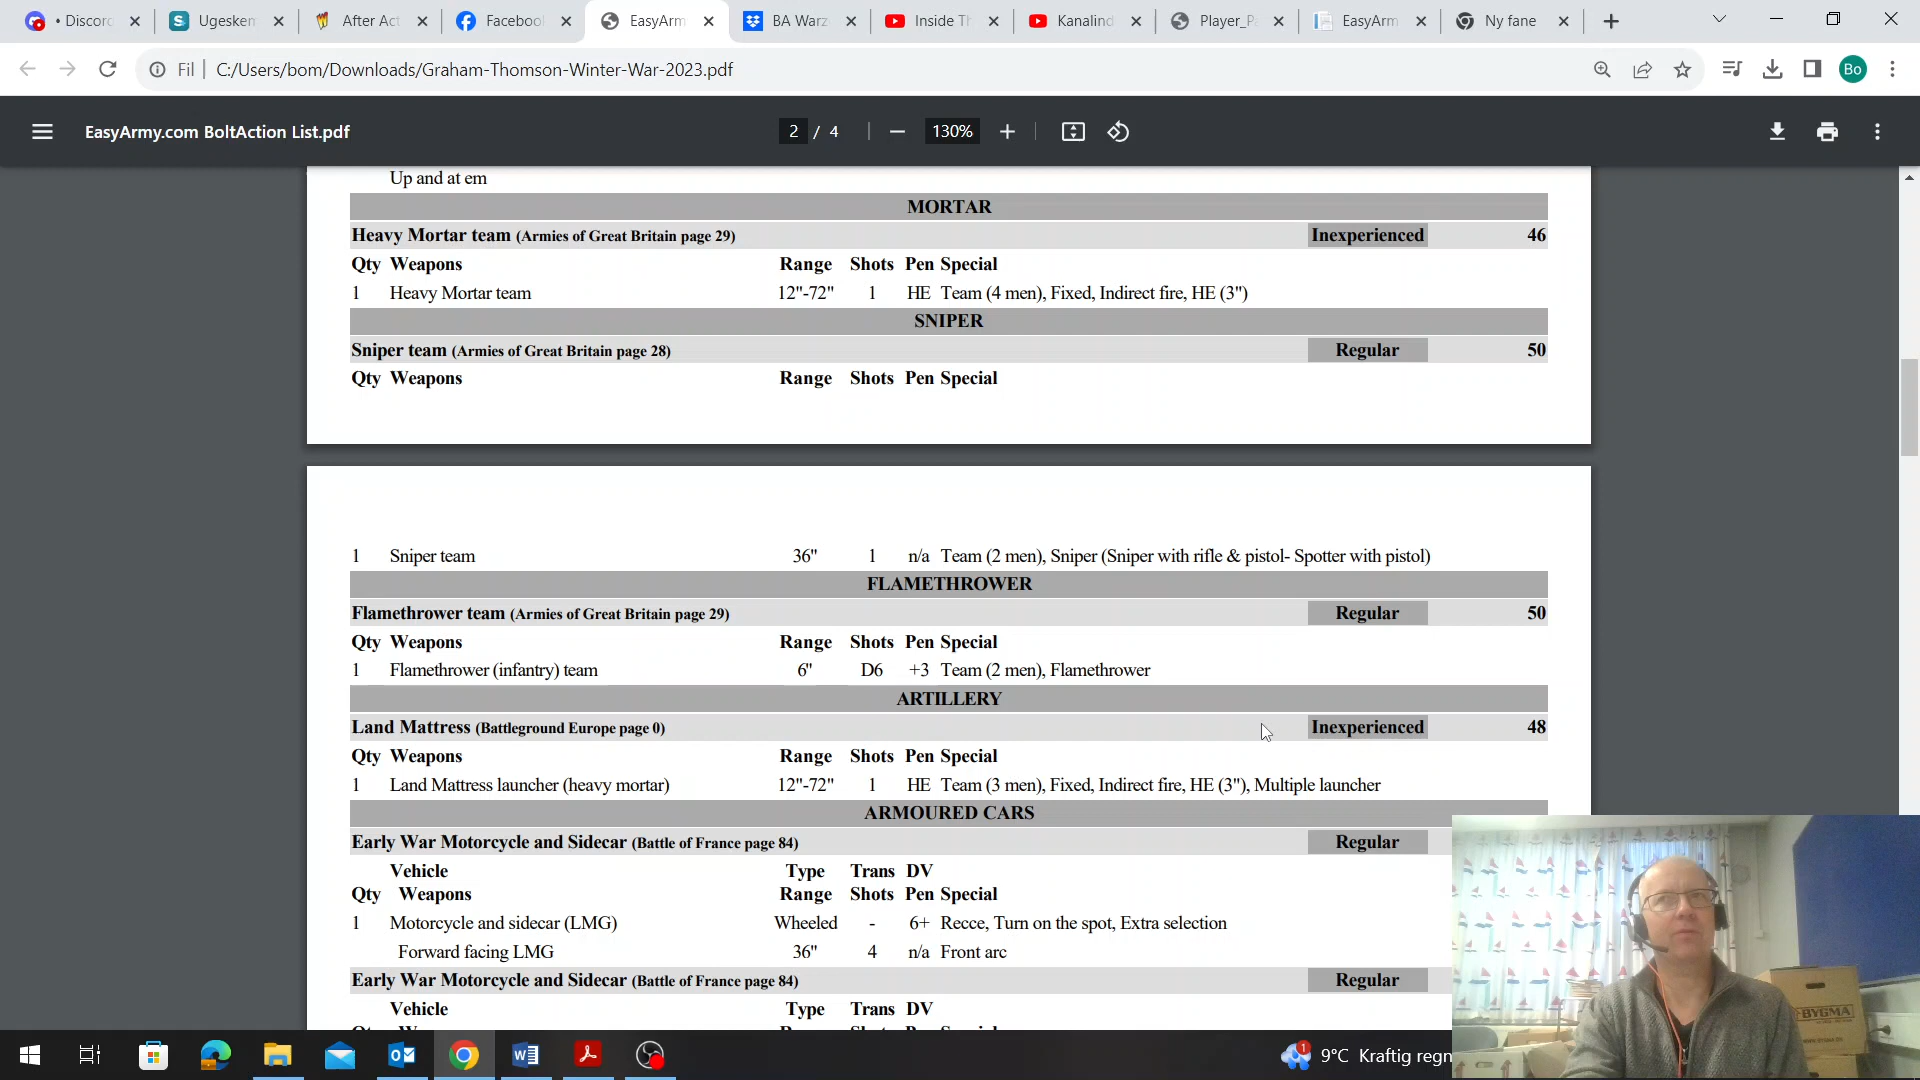 • Discord
Ugesken
After Act
Facebook
EasyArm
BA Warz
Inside Th
Kanalind
Player_Pa
EasyArm
Ny fane
Fil
C:/Users/bom/Downloads/Graham-Thomson-Winter-War-2023.pdf
Bo
EasyArmy.com BoltAction List.pdf
2 / 4
130%
Up and at em
MORTAR
Heavy Mortar team (Armies of Great Britain page 29) Inexperienced 46
Qty Weapons Range Shots Pen Special
1 Heavy Mortar team 12"-72" 1 HE Team (4 men), Fixed, Indirect fire, HE (3")
SNIPER
Sniper team (Armies of Great Britain page 28) Regular 50
Qty Weapons Range Shots Pen Special
1 Sniper team 36" 1 n/a Team (2 men), Sniper (Sniper with rifle & pistol- Spotter with pistol)
FLAMETHROWER
Flamethrower team (Armies of Great Britain page 29) Regular 50
Qty Weapons Range Shots Pen Special
1 Flamethrower (infantry) team 6" D6 +3 Team (2 men), Flamethrower
ARTILLERY
Land Mattress (Battleground Europe page 0) Inexperienced 48
Qty Weapons Range Shots Pen Special
1 Land Mattress launcher (heavy mortar) 12"-72" 1 HE Team (3 men), Fixed, Indirect fire, HE (3"), Multiple launcher
ARMOURED CARS
Early War Motorcycle and Sidecar (Battle of France page 84) Regular
Vehicle Type Trans DV
Qty Weapons Range Shots Pen Special
1 Motorcycle and sidecar (LMG) Wheeled - 6+ Recce, Turn on the spot, Extra selection
Forward facing LMG 36" 4 n/a Front arc
Early War Motorcycle and Sidecar (Battle of France page 84) Regular
Vehicle Type Trans DV
BYGMA
1
9°C Kraftig regn